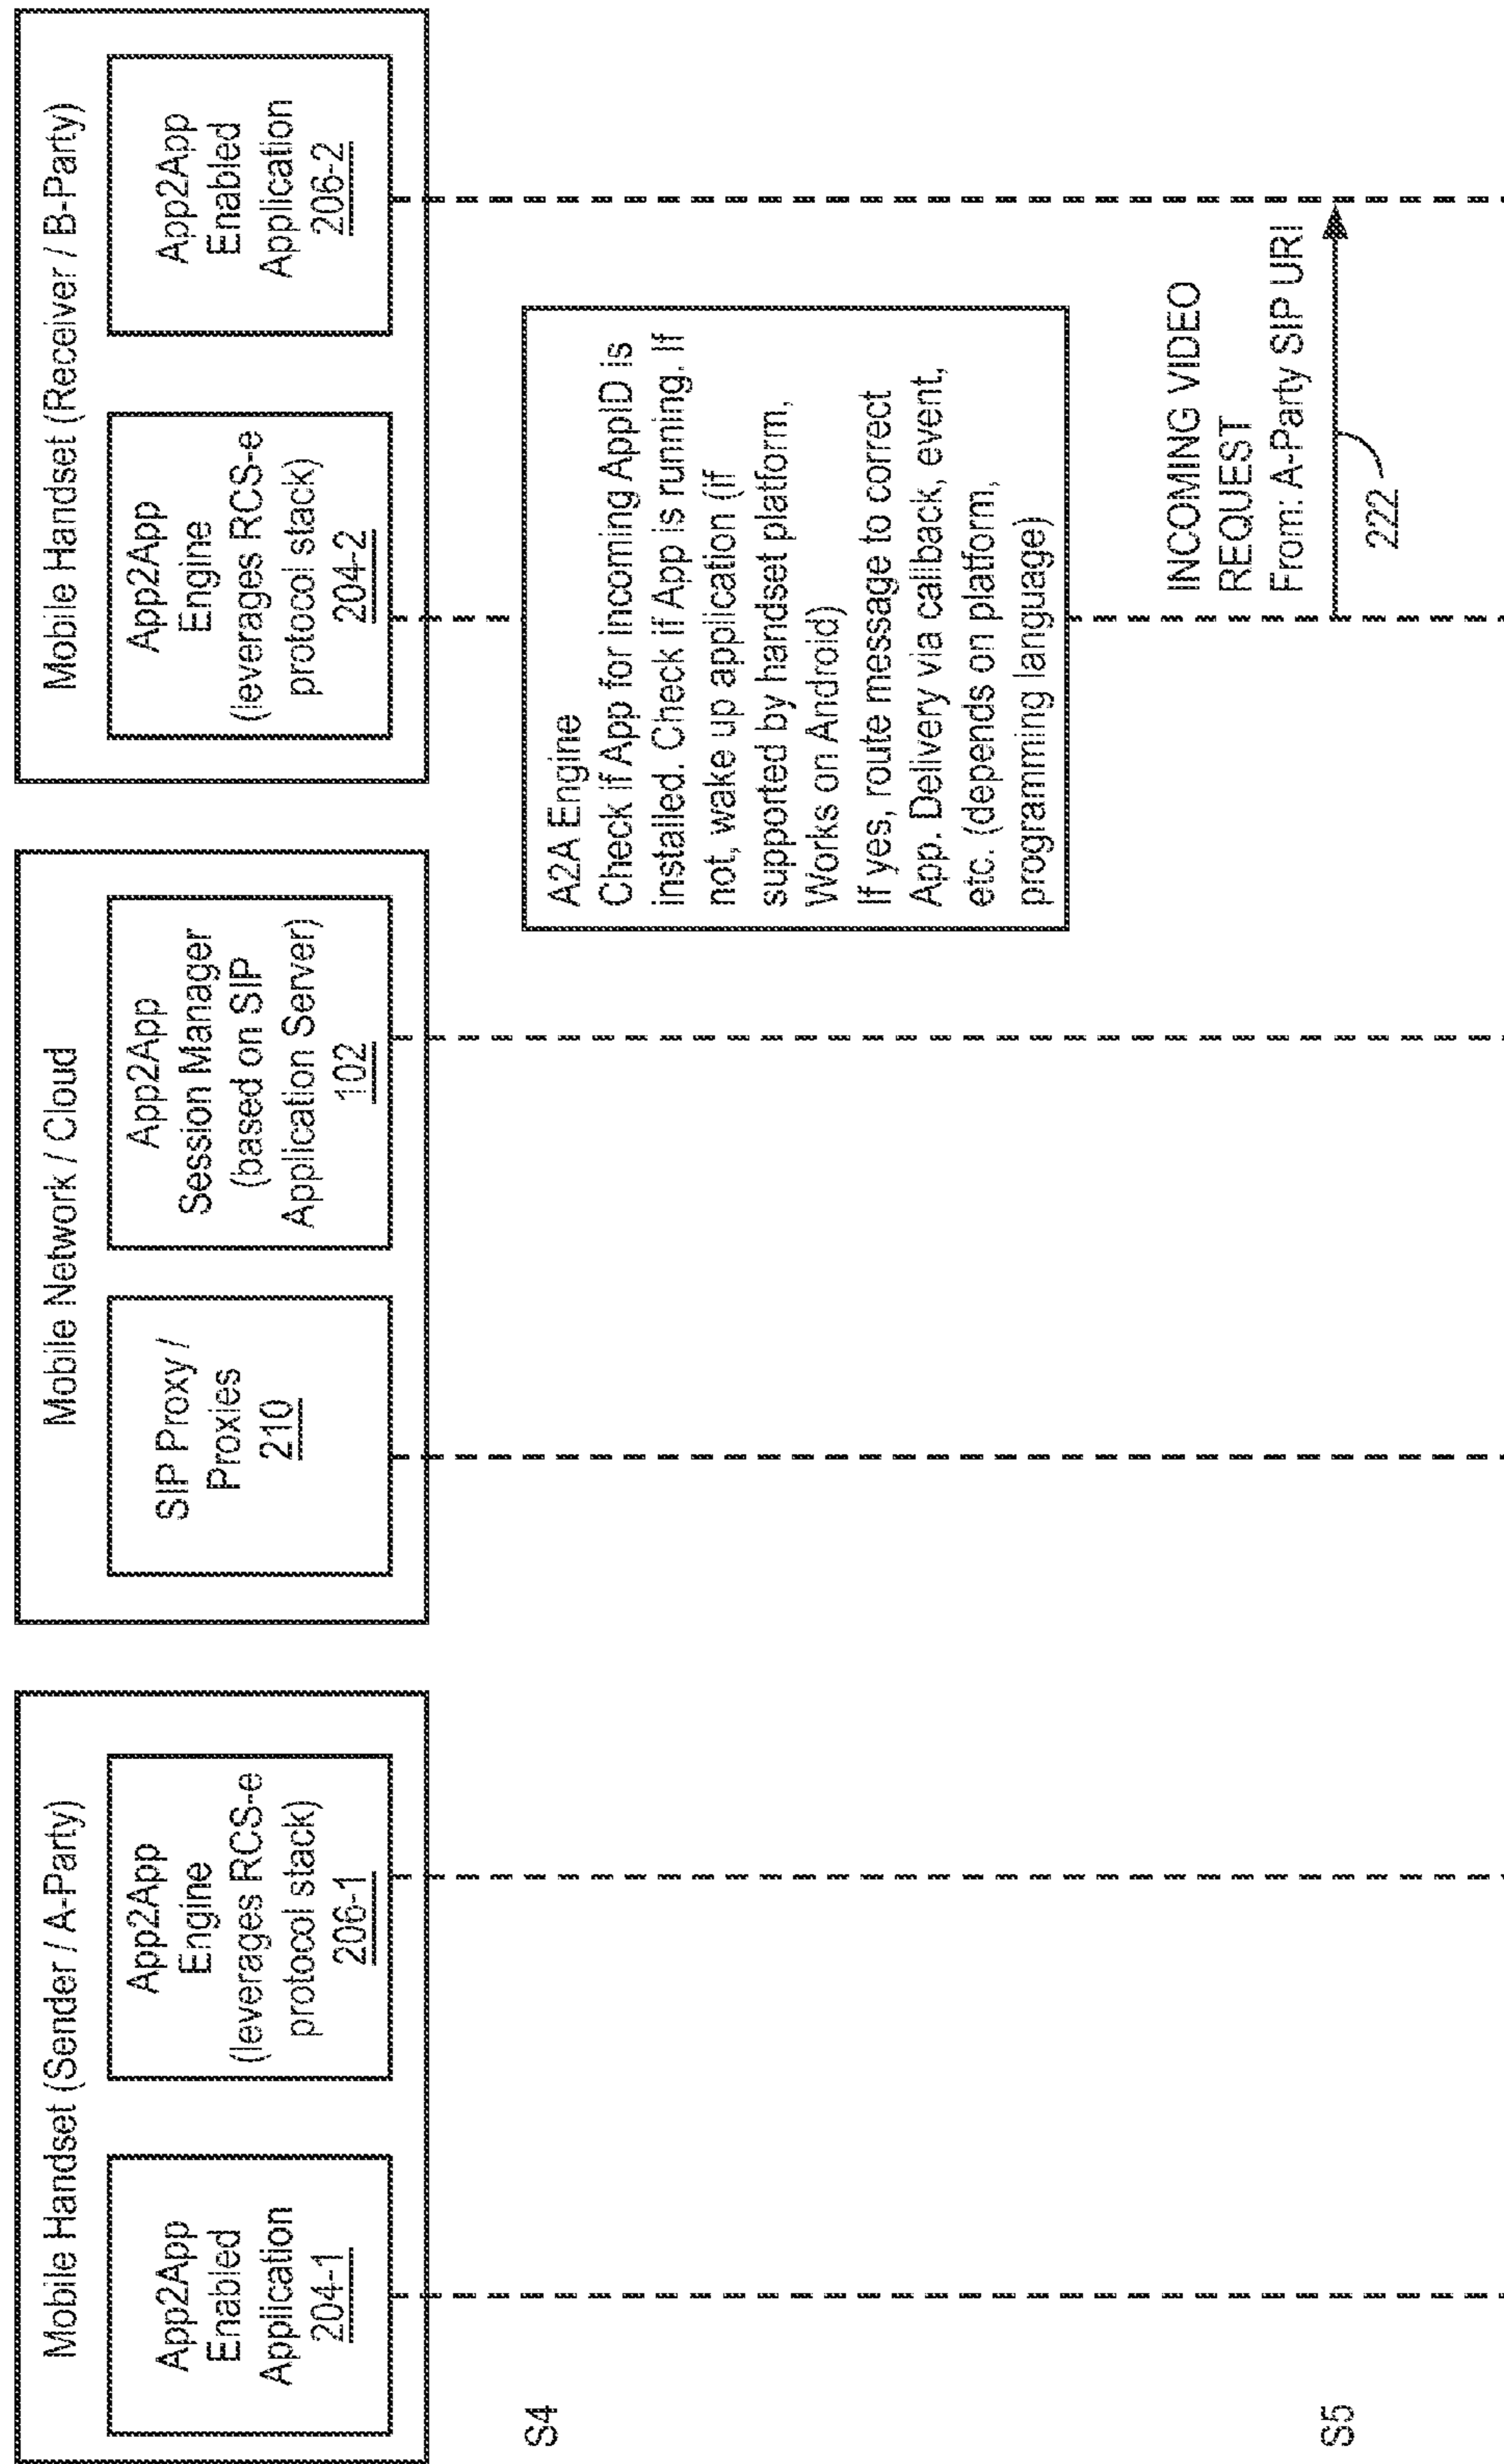 Mobile Handset (Sender / A-Party)
App2App
Enabled
Application
204-1
App2App
Engine
(leverages RCS-e
protocol stack)
206-1
Mobile Network / Cloud
SIP Proxy /
Proxies
210
App2App
Session Manager
(based on SIP
Application Server)
102
Mobile Handset (Receiver / B-Party)
App2App
Engine
(leverages RCS-e
protocol stack)
204-2
App2App
Enabled
Application
206-2
S4
A2A Engine
Check if App for incoming AppID is
installed. Check if App is running. If
not, wake up application (if
supported by handset platform,
Works on Android)
If yes, route message to correct
App. Delivery via callback, event,
etc. (depends on platform,
programming language)
S5
INCOMING VIDEO
REQUEST
From: A-Party SIP URI
222